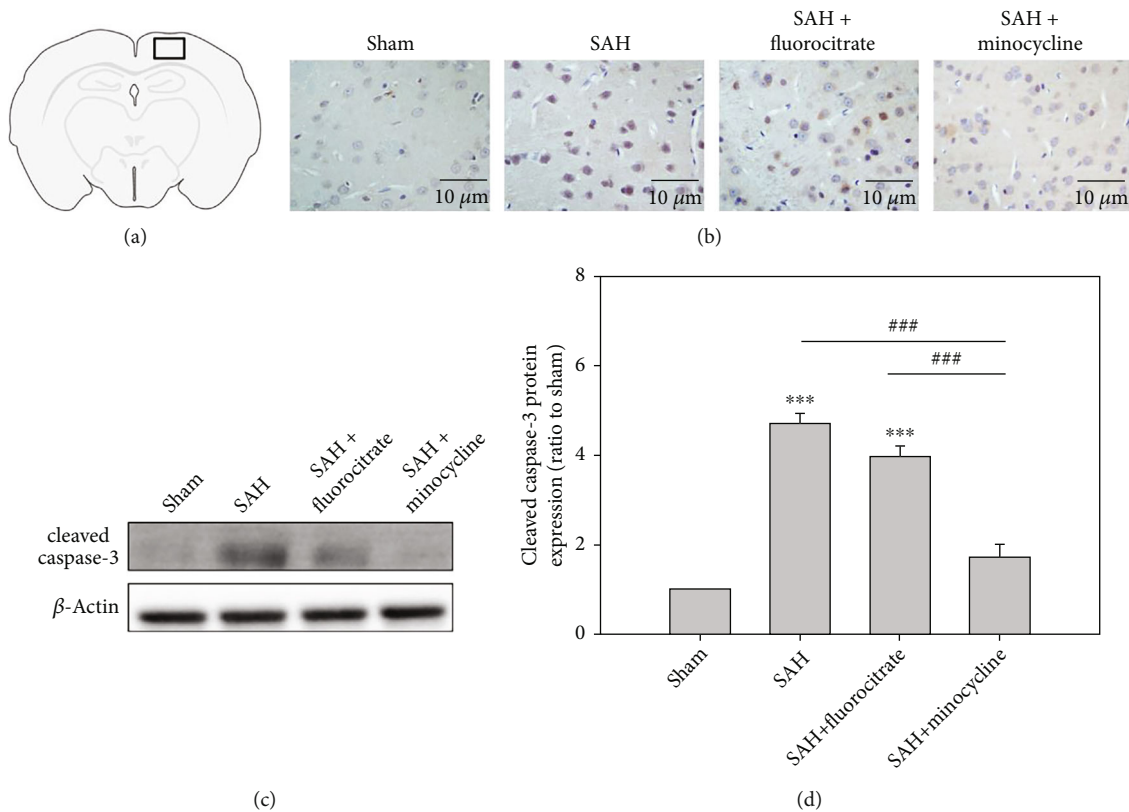 (a)
Sham
SAH
SAH +
fluorocitrate
SAH +
minocycline
10 μm
10 μm
10 μm
10 μm
(b)
Sham
SAH
SAH +
fluorocitrate
SAH +
minocycline
cleaved
caspase-3
β-Actin
(c)
Cleaved caspase-3 protein
expression (ratio to sham)
8
6
4
2
0
###
###
***
***
Sham
SAH
SAH+fluorocitrate
SAH+minocycline
(d)